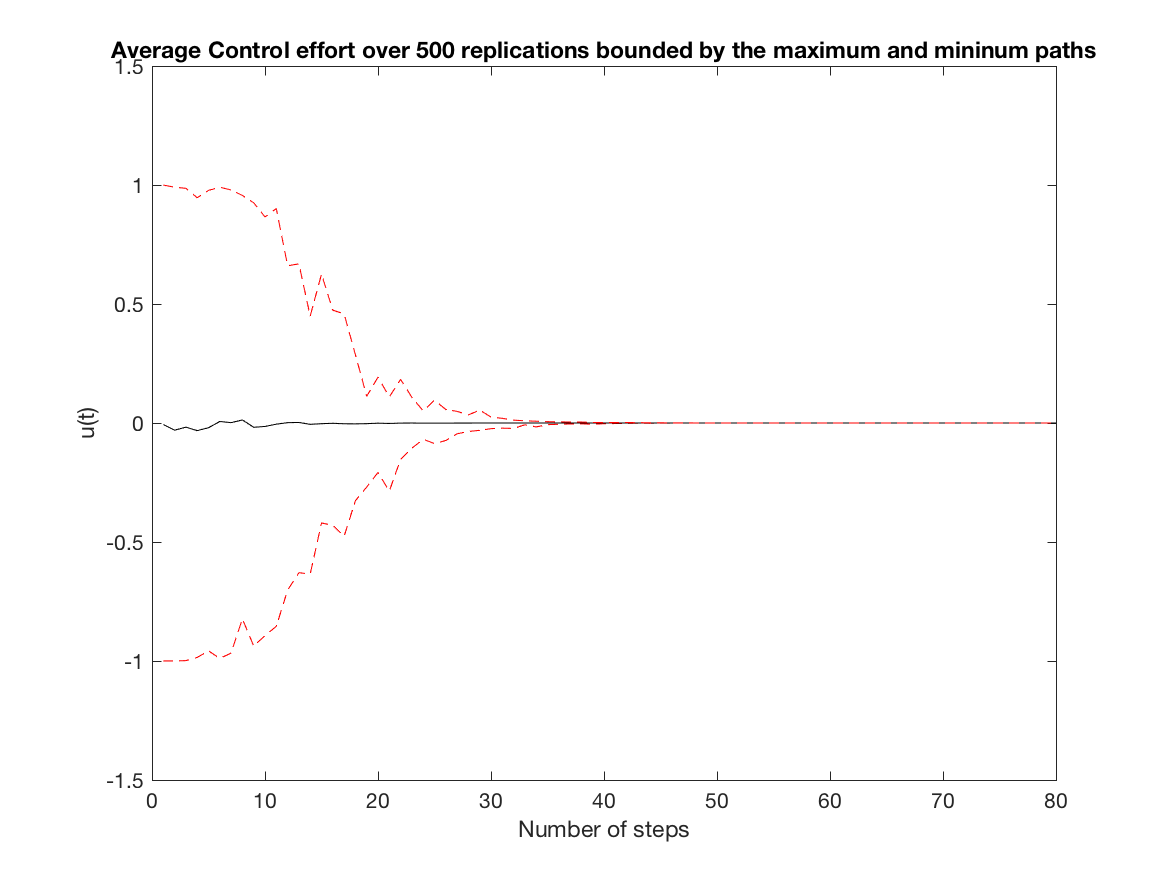 Average Control effort over 500 replications bounded by the maximum and mininum paths
1.5
1
0.5
0
-0.5
-1
-1.5
u(t)
0 10 20 30 40 50 60 70 80
Number of steps